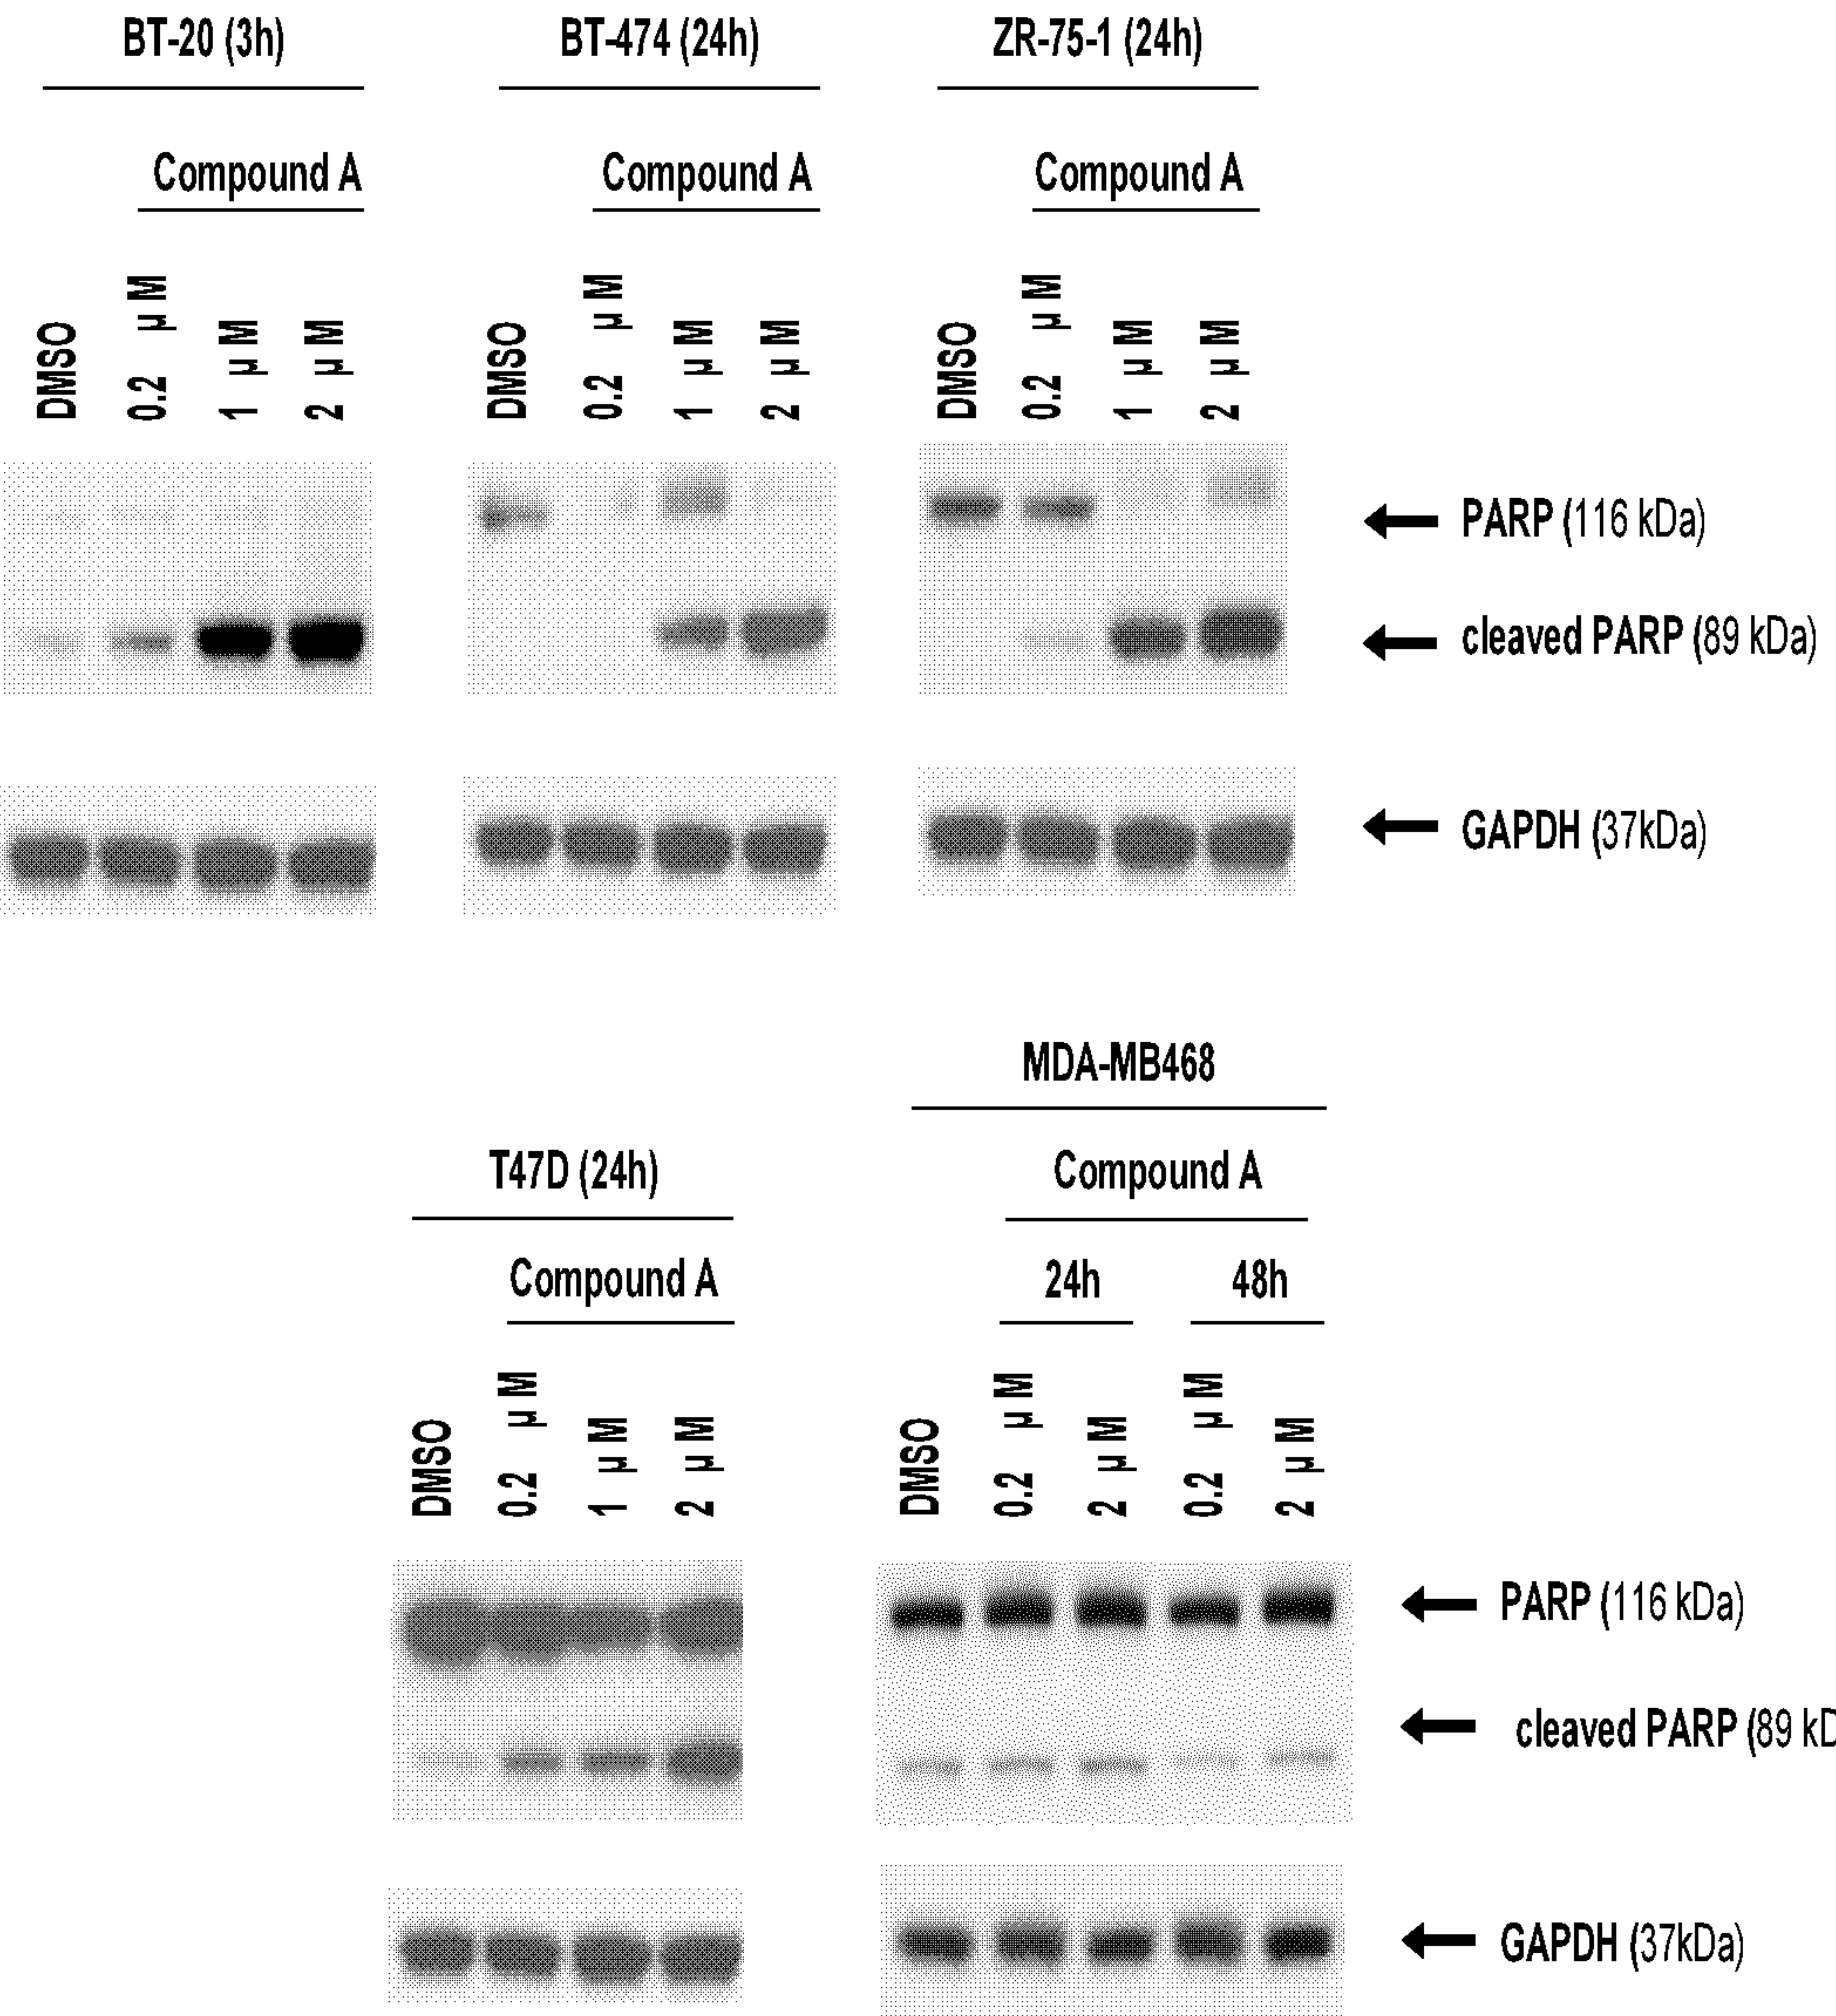 BT-20 (3h)
BT-474 (24h)
ZR-75-1 (24h)
Compound A
Compound A
Compound A
DMSO
0.2 µM
1 µM
2 µM
DMSO
0.2 µM
1 µM
2 µM
DMSO
0.2 µM
1 µM
2 µM
PARP (116 kDa)
cleaved PARP (89 kDa)
GAPDH (37kDa)
MDA-MB468
T47D (24h)
Compound A
Compound A
24h
48h
DMSO
0.2 µM
1 µM
2 µM
DMSO
0.2 µM
2 µM
0.2 µM
2 µM
PARP (116 kDa)
cleaved PARP (89 kD
GAPDH (37kDa)